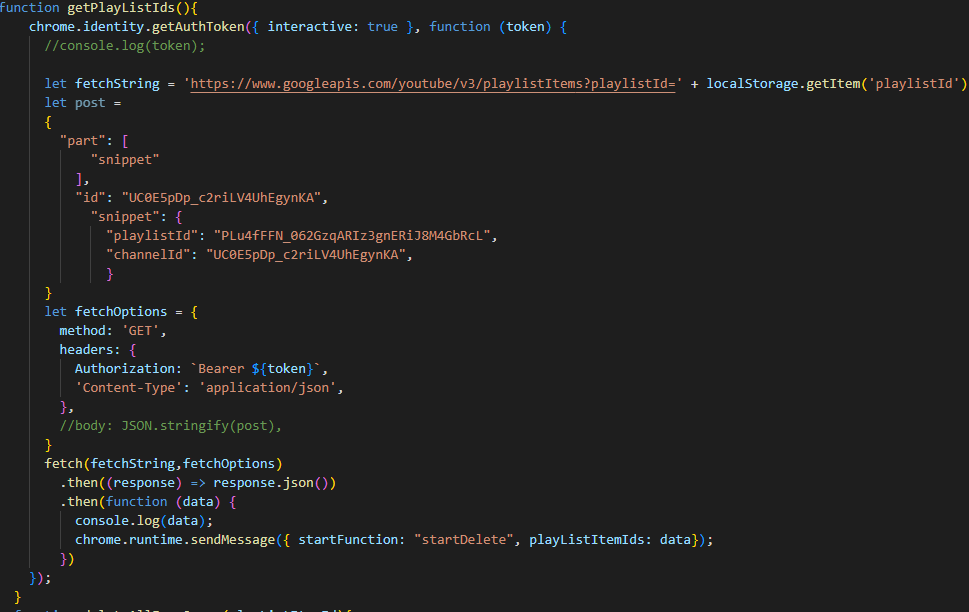 function getPlayListIds(){
chrome.identity.getAuthToken({ interactive: true }, function (token) {
//console.log(token);
let fetchString = 'https://www.googleapis.com/youtube/v3/playlistItems?playlistId=' + localStorage.getItem('playlistId')
let post =
{
"part": [
"snippet"
],
"id": "UC0E5pDp_c2riLV4UhEgynKA",
"snippet": {
"playlistId": "PLu4fFFN_062GzqARIz3gnERiJ8M4GbRcL",
"channelId": "UC0E5pDp_c2riLV4UhEgynKA",
}
}
let fetchOptions = {
method: 'GET',
headers: {
Authorization: `Bearer ${token}`,
'Content-Type': 'application/json',
},
//body: JSON.stringify(post),
}
fetch(fetchString,fetchOptions)
.then((response) => response.json())
.then(function (data) {
console.log(data);
chrome.runtime.sendMessage({ startFunction: "startDelete", playListItemIds: data});
})
});
}